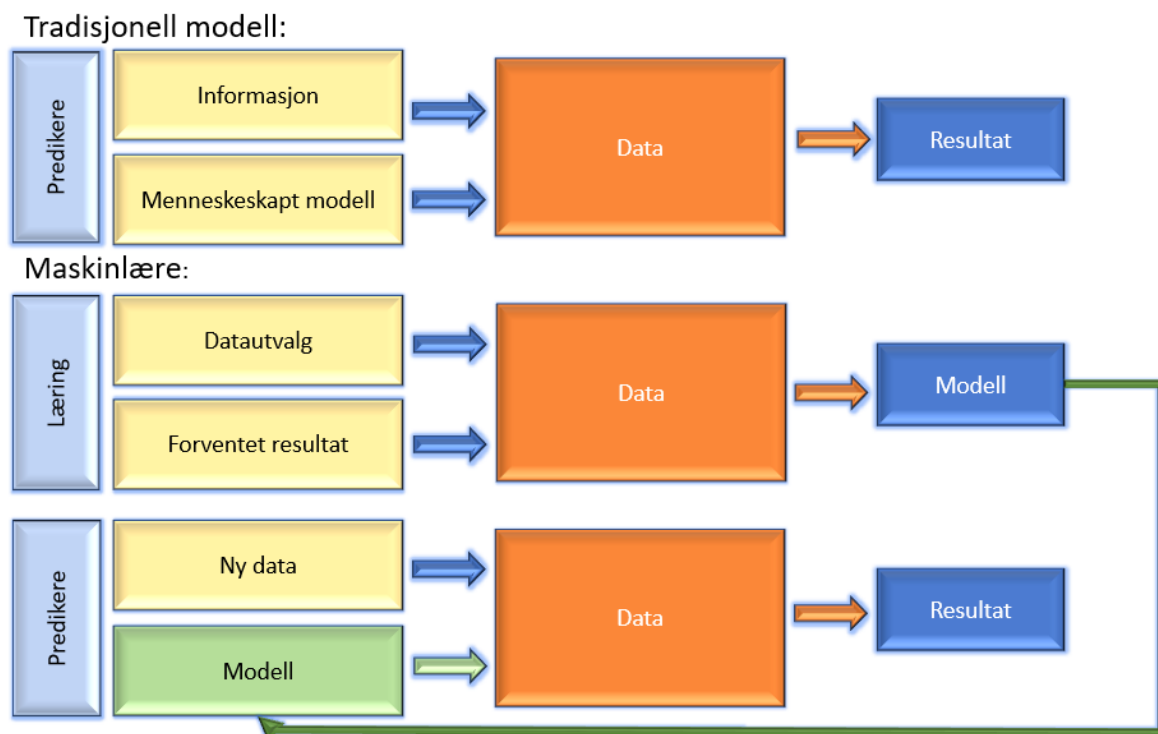 Tradisjonell modell:
Predikere
Informasjon
Menneskeskapt modell
Data
Resultat
Maskinlære:
Læring
Datautvalg
Forventet resultat
Data
Modell
Predikere
Ny data
Modell
Data
Resultat